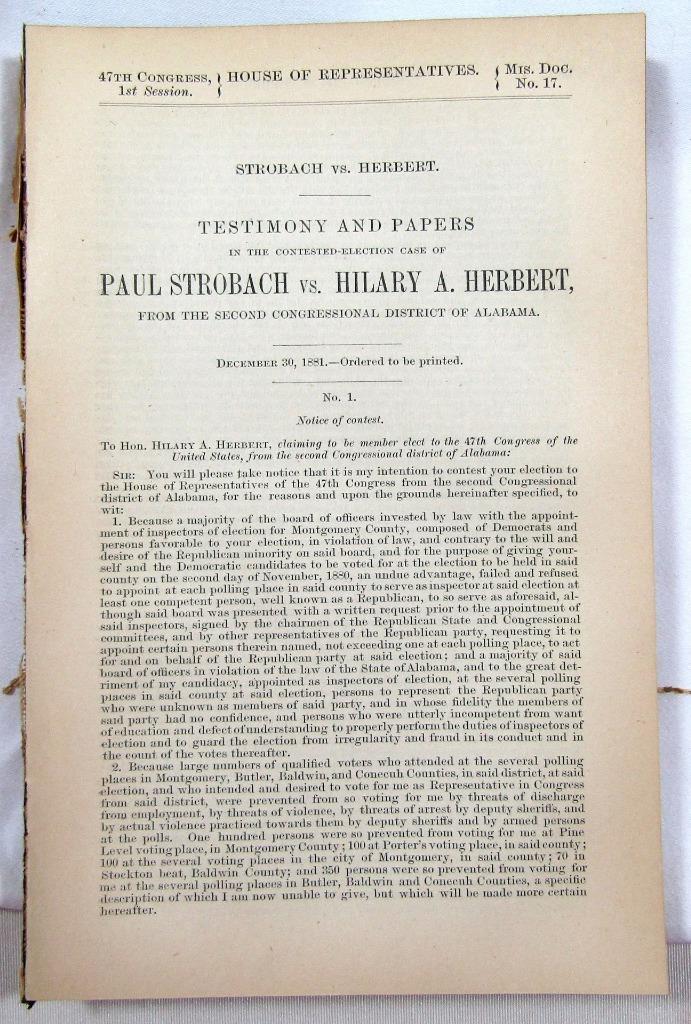 47TH CONGRESS, } HOUSE OF REPRESENTATIVES. { MIS. DOC.
1st Session. No. 17.
STROBACH vs. HERBERT.
TESTIMONY AND PAPERS
IN THE CONTESTED-ELECTION CASE OF
PAUL STROBACH vs. HILARY A. HERBERT,
FROM THE SECOND CONGRESSIONAL DISTRICT OF ALABAMA.
DECEMBER 30, 1881.—Ordered to be printed.
No. 1.
Notice of contest.
To Hon. HILARY A. HERBERT, claiming to be member elect to the 47th Congress of the
United States, from the second Congressional district of Alabama:
SIR: You will please take notice that it is my intention to contest your election to
the House of Representatives of the 47th Congress from the second Congressional
district of Alabama, for the reasons and upon the grounds hereinafter specified, to
wit:
1. Because a majority of the board of officers invested by law with the appoint-
ment of inspectors of election for Montgomery County, composed of Democrats and
persons favorable to your election, in violation of law, and contrary to the will and
desire of the Republican minority on said board, and for the purpose of giving your-
self and the Democratic candidates to be voted for at the election to be held in said
county on the second day of November, 1880, an undue advantage, failed and refused
to appoint at each polling place in said county to serve as inspector at said election at
least one competent person, well known as a Republican, to so serve as aforesaid, al-
though said board was presented with a written request prior to the appointment of
said inspectors, signed by the chairmen of the Republican State and Congressional
committees, and by other representatives of the Republican party, requesting it to
appoint certain persons therein named, not exceeding one at each polling place, to act
for and on behalf of the Republican party at said election; and a majority of said
board of officers in violation of the law of the State of Alabama, and to the great det-
riment of my candidacy, appointed as inspectors of election, at the several polling
places in said county at said election, persons to represent the Republican party
who were unknown as members of said party, and in whose fidelity the members of
said party had no confidence, and persons who were utterly incompetent from want
of education and defect of understanding to properly perform the duties of inspectors of
election and to guard the election from irregularity and fraud in its conduct and in
the count of the votes thereafter.
2. Because large numbers of qualified voters who attended at the several polling
places in Montgomery, Butler, Baldwin, and Conecuh Counties, in said district, at said
election, and who intended and desired to vote for me as Representative in Congress
from said district, were prevented from so voting for me by threats of discharge
from employment, by threats of violence, by threats of arrest by deputy sheriffs, and
by actual violence practiced towards them by deputy sheriffs and by armed persons
at the polls. One hundred persons were so prevented from voting for me at Pine
Level voting place, in Montgomery County; 100 at Porter's voting place, in said county;
100 at the several voting places in the city of Montgomery, in said county; 70 in
Stockton beat, Baldwin County; and 350 persons were so prevented from voting for
me at the several polling places in Butler, Baldwin and Conecuh Counties, a specific
description of which I am now unable to give, but which will be made more certain
hereafter.